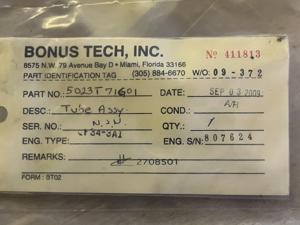 BONUS TECH, INC.
8575 N.W. 79 Avenue Bay D • Miami, Florida 33166
Nº 411813
PART IDENTIFICATION TAG (305) 884-6670 W/O: 09-372
PART NO. 5023T71G01 DATE: SEP 03 2009
DESC.: Tube Assy. COND.: A/R
SER. NO. N.S.N QTY.: 1
ENG. TYPE: CF34-3A1 ENG. S/N: 807624
REMARKS: # 2708501
FORM : BT02